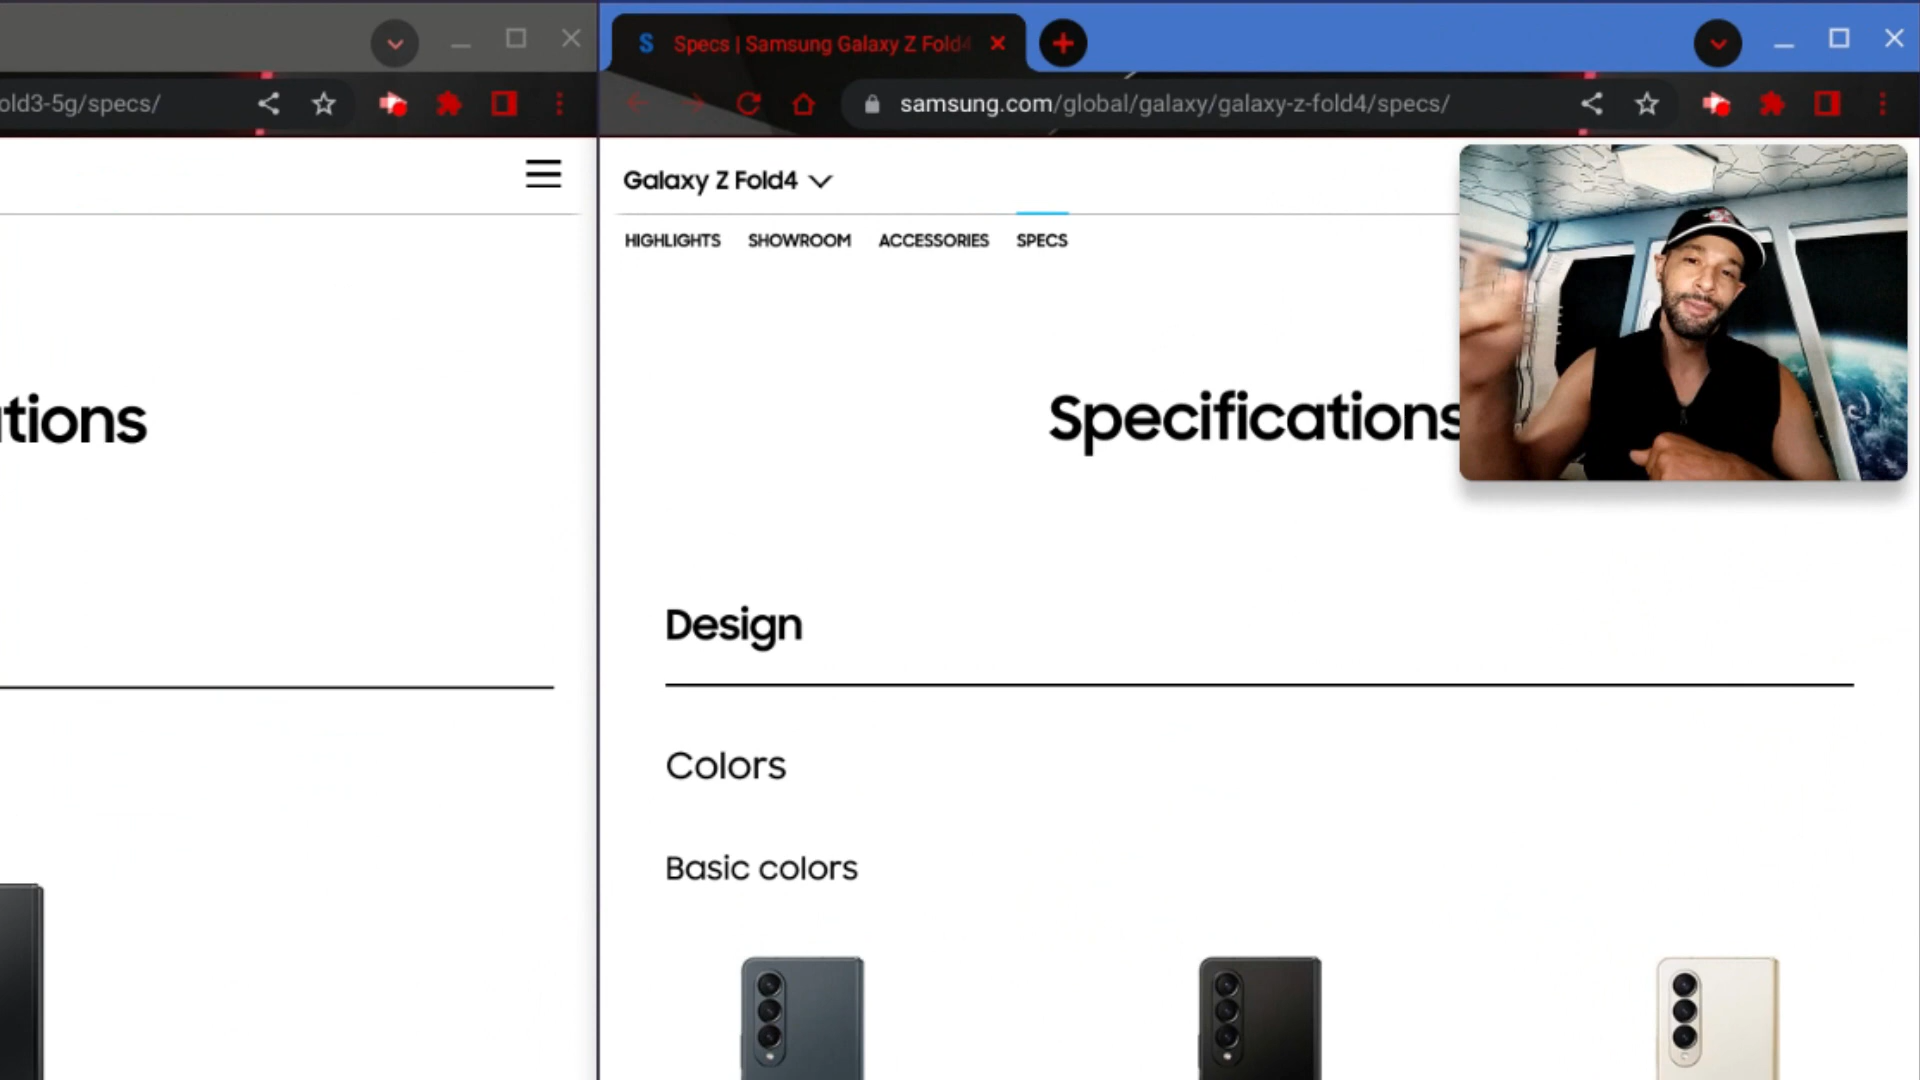 S Specs | Samsung Galaxy Z Fold4
old3-5g/specs/
samsung.com/global/galaxy/galaxy-z-fold4/specs/
Galaxy Z Fold4
HIGHLIGHTS SHOWROOM ACCESSORIES SPECS
tions
Specifications
Design
Colors
Basic colors